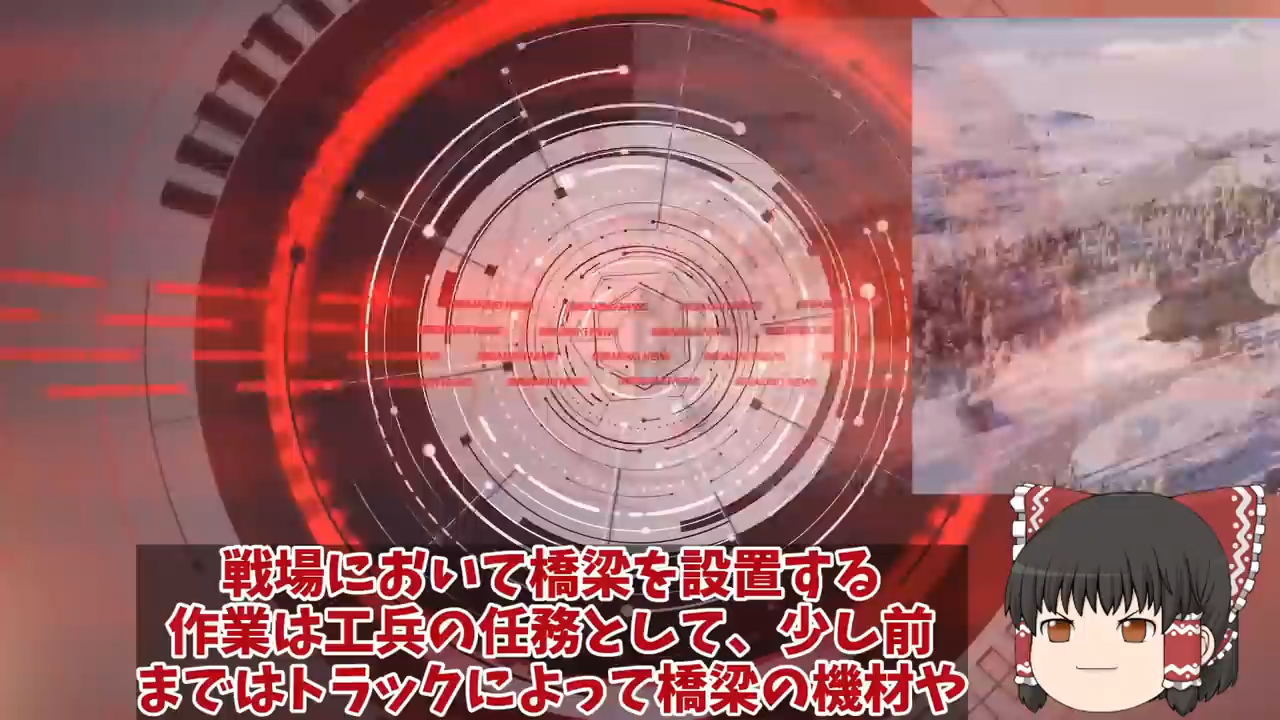 戦場において橋梁を設置する
作業は工兵の任務として、少し前
まではトラックによって橋梁の機材や